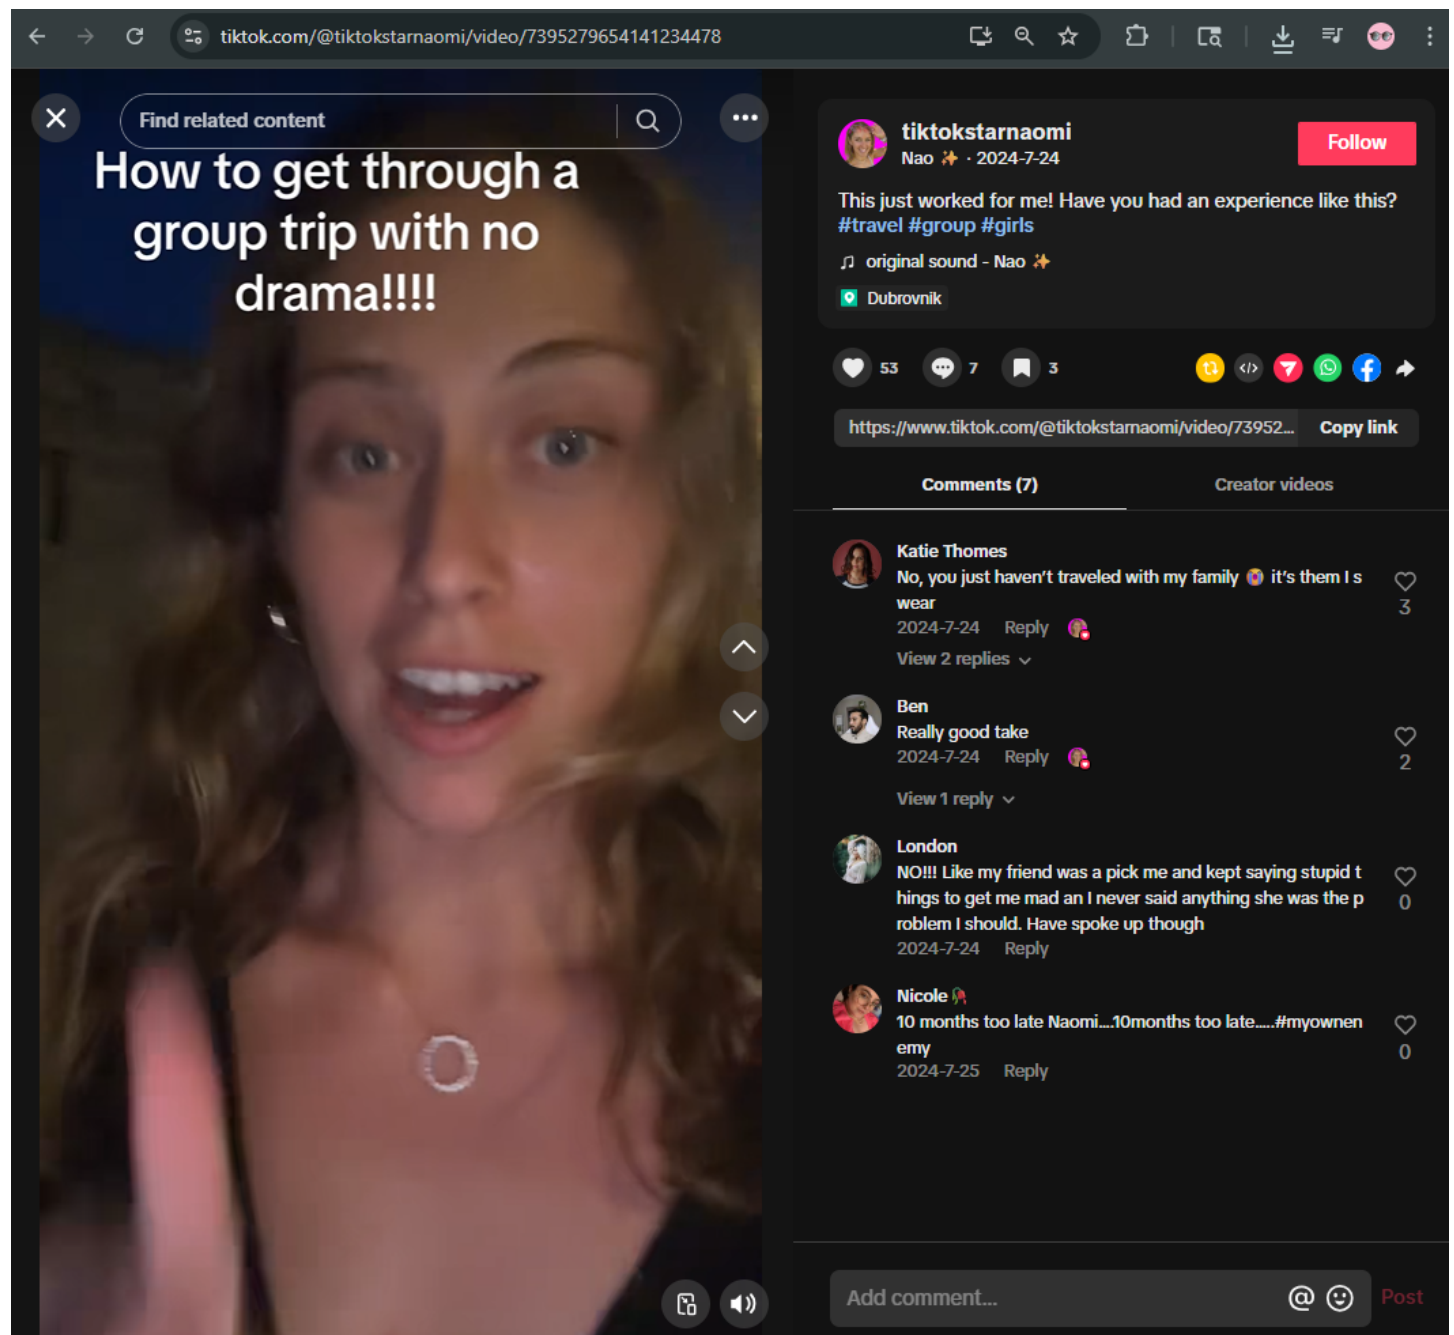 tiktok.com/@tiktokstarnaomi/video/7395279654141234478
Find related content
How to get through a
group trip with no
drama!!!!
tiktokstarnaomi
Nao ✨ · 2024-7-24
Follow
This just worked for me! Have you had an experience like this?
#travel #group #girls
♫ original sound - Nao ✨
Dubrovnik
53
7
3
https://www.tiktok.com/@tiktokstarnaomi/video/73952...
Copy link
Comments (7)
Creator videos
Katie Thomes
No, you just haven't traveled with my family 😭 it's them I s
wear
3
2024-7-24 Reply
View 2 replies
Ben
Really good take
2
2024-7-24 Reply
View 1 reply
London
NO!!! Like my friend was a pick me and kept saying stupid t
hings to get me mad an I never said anything she was the p
roblem I should. Have spoke up though
0
2024-7-24 Reply
Nicole 🥀
10 months too late Naomi....10months too late.....#myownen
emy
0
2024-7-25 Reply
Add comment...
@
Post